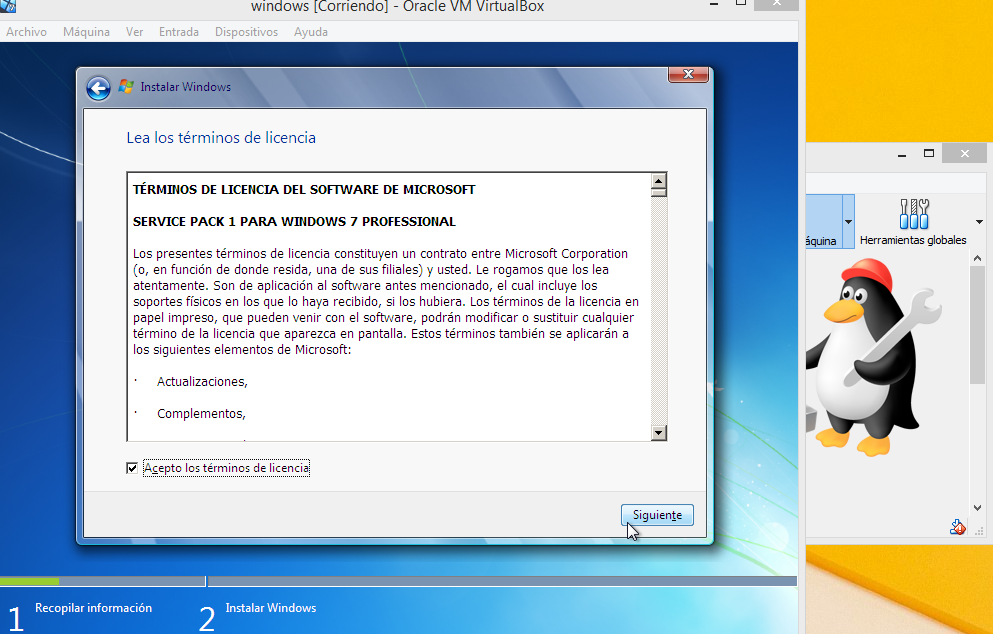 windows [Corriendo] - Oracle VM VirtualBox
Archivo Máquina Ver Entrada Dispositivos Ayuda
Instalar Windows
Lea los términos de licencia
TÉRMINOS DE LICENCIA DEL SOFTWARE DE MICROSOFT
SERVICE PACK 1 PARA WINDOWS 7 PROFESSIONAL
Los presentes términos de licencia constituyen un contrato entre Microsoft Corporation
(o, en función de donde resida, una de sus filiales) y usted. Le rogamos que los lea
atentamente. Son de aplicación al software antes mencionado, el cual incluye los
soportes físicos en los que lo haya recibido, si los hubiera. Los términos de la licencia en
papel impreso, que pueden venir con el software, podrán modificar o sustituir cualquier
término de la licencia que aparezca en pantalla. Estos términos también se aplicarán a
los siguientes elementos de Microsoft:
· Actualizaciones,
· Complementos,
Acepto los términos de licencia
Siguiente
1 Recopilar información
2 Instalar Windows
áquina
Herramientas globales